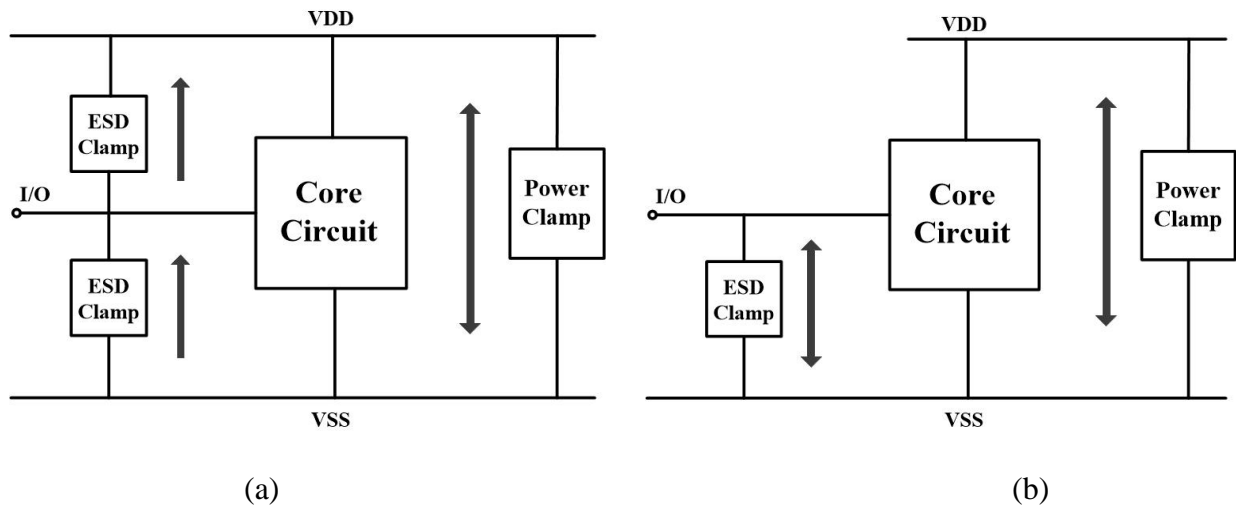 VDD
ESD
Clamp
I/O
Core
Circuit
Power
Clamp
ESD
Clamp
VSS
(a)
VDD
I/O
Core
Circuit
Power
Clamp
ESD
Clamp
VSS
(b)